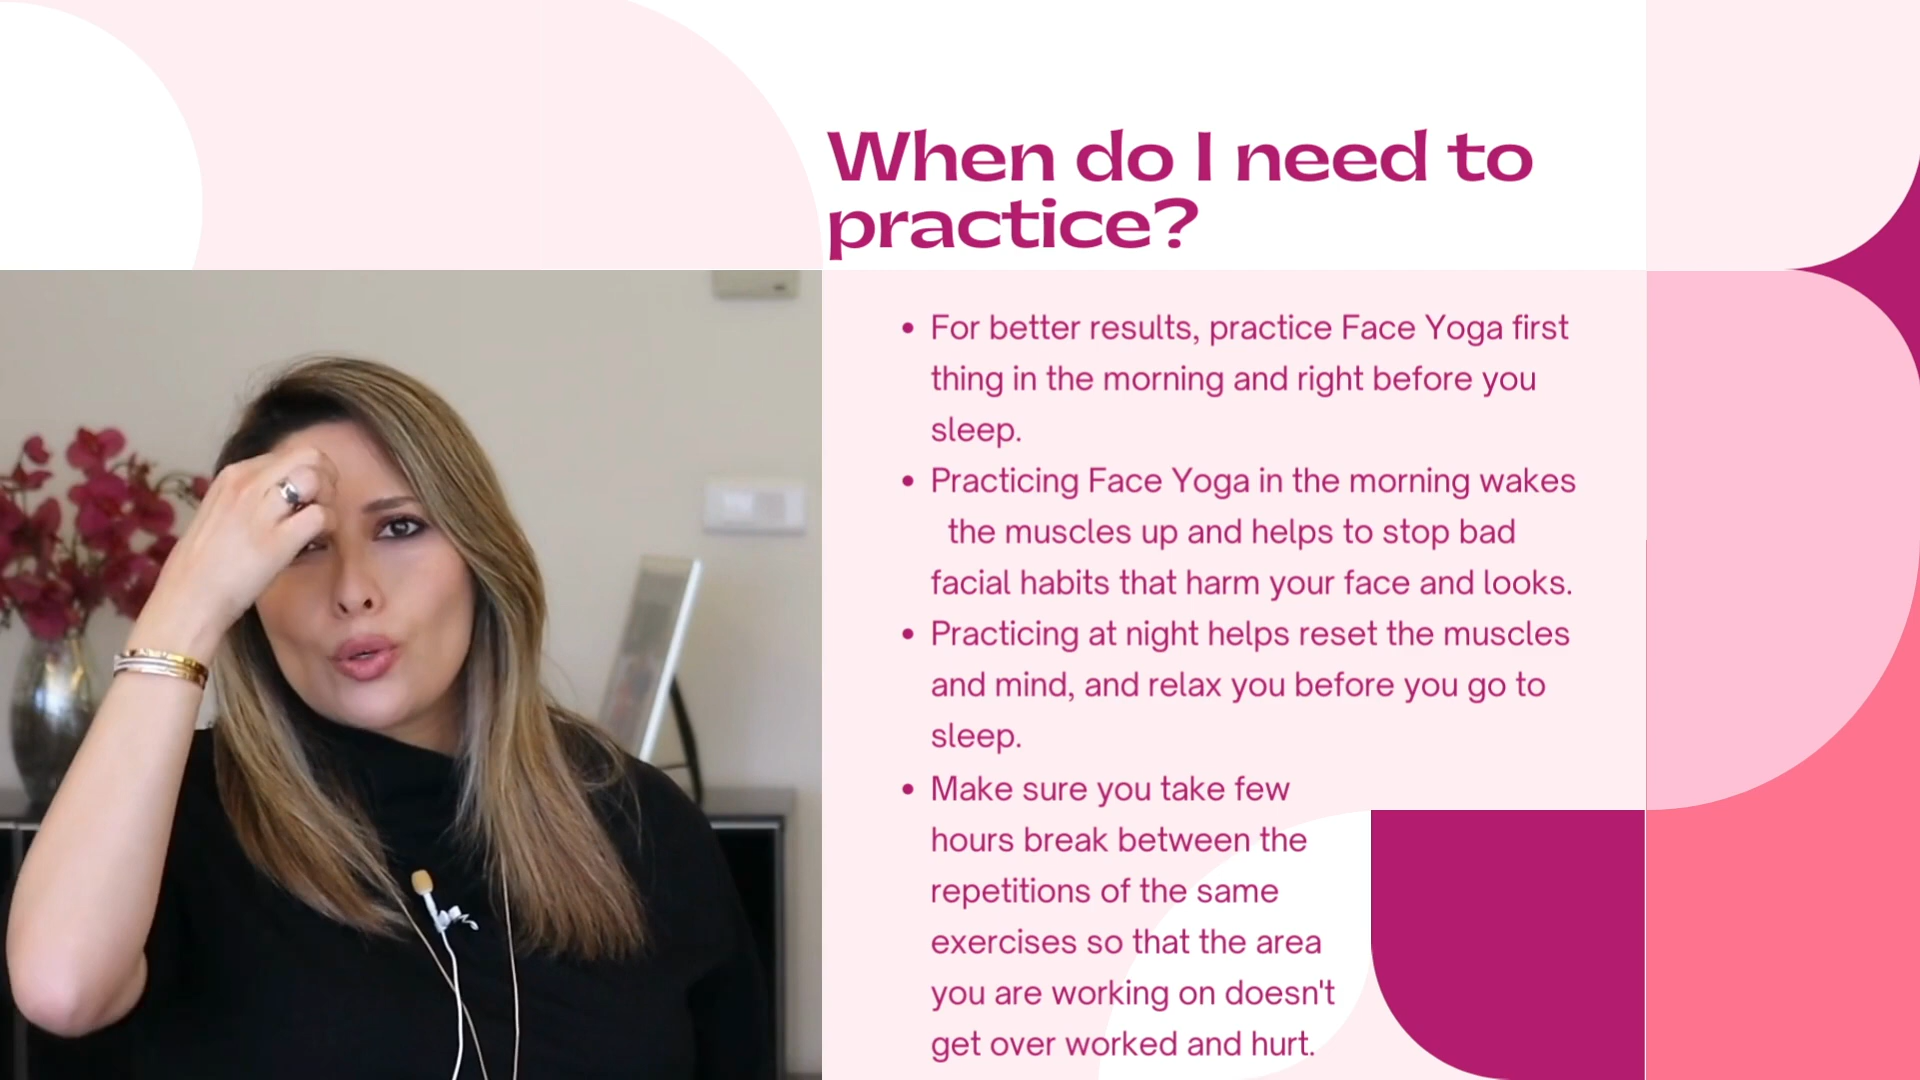 When do I need to
practice?
• For better results, practice Face Yoga first
thing in the morning and right before you
sleep.
• Practicing Face Yoga in the morning wakes
the muscles up and helps to stop bad
facial habits that harm your face and looks.
• Practicing at night helps reset the muscles
and mind, and relax you before you go to
sleep.
• Make sure you take few
hours break between the
repetitions of the same
exercises so that the area
you are working on doesn't
get over worked and hurt.